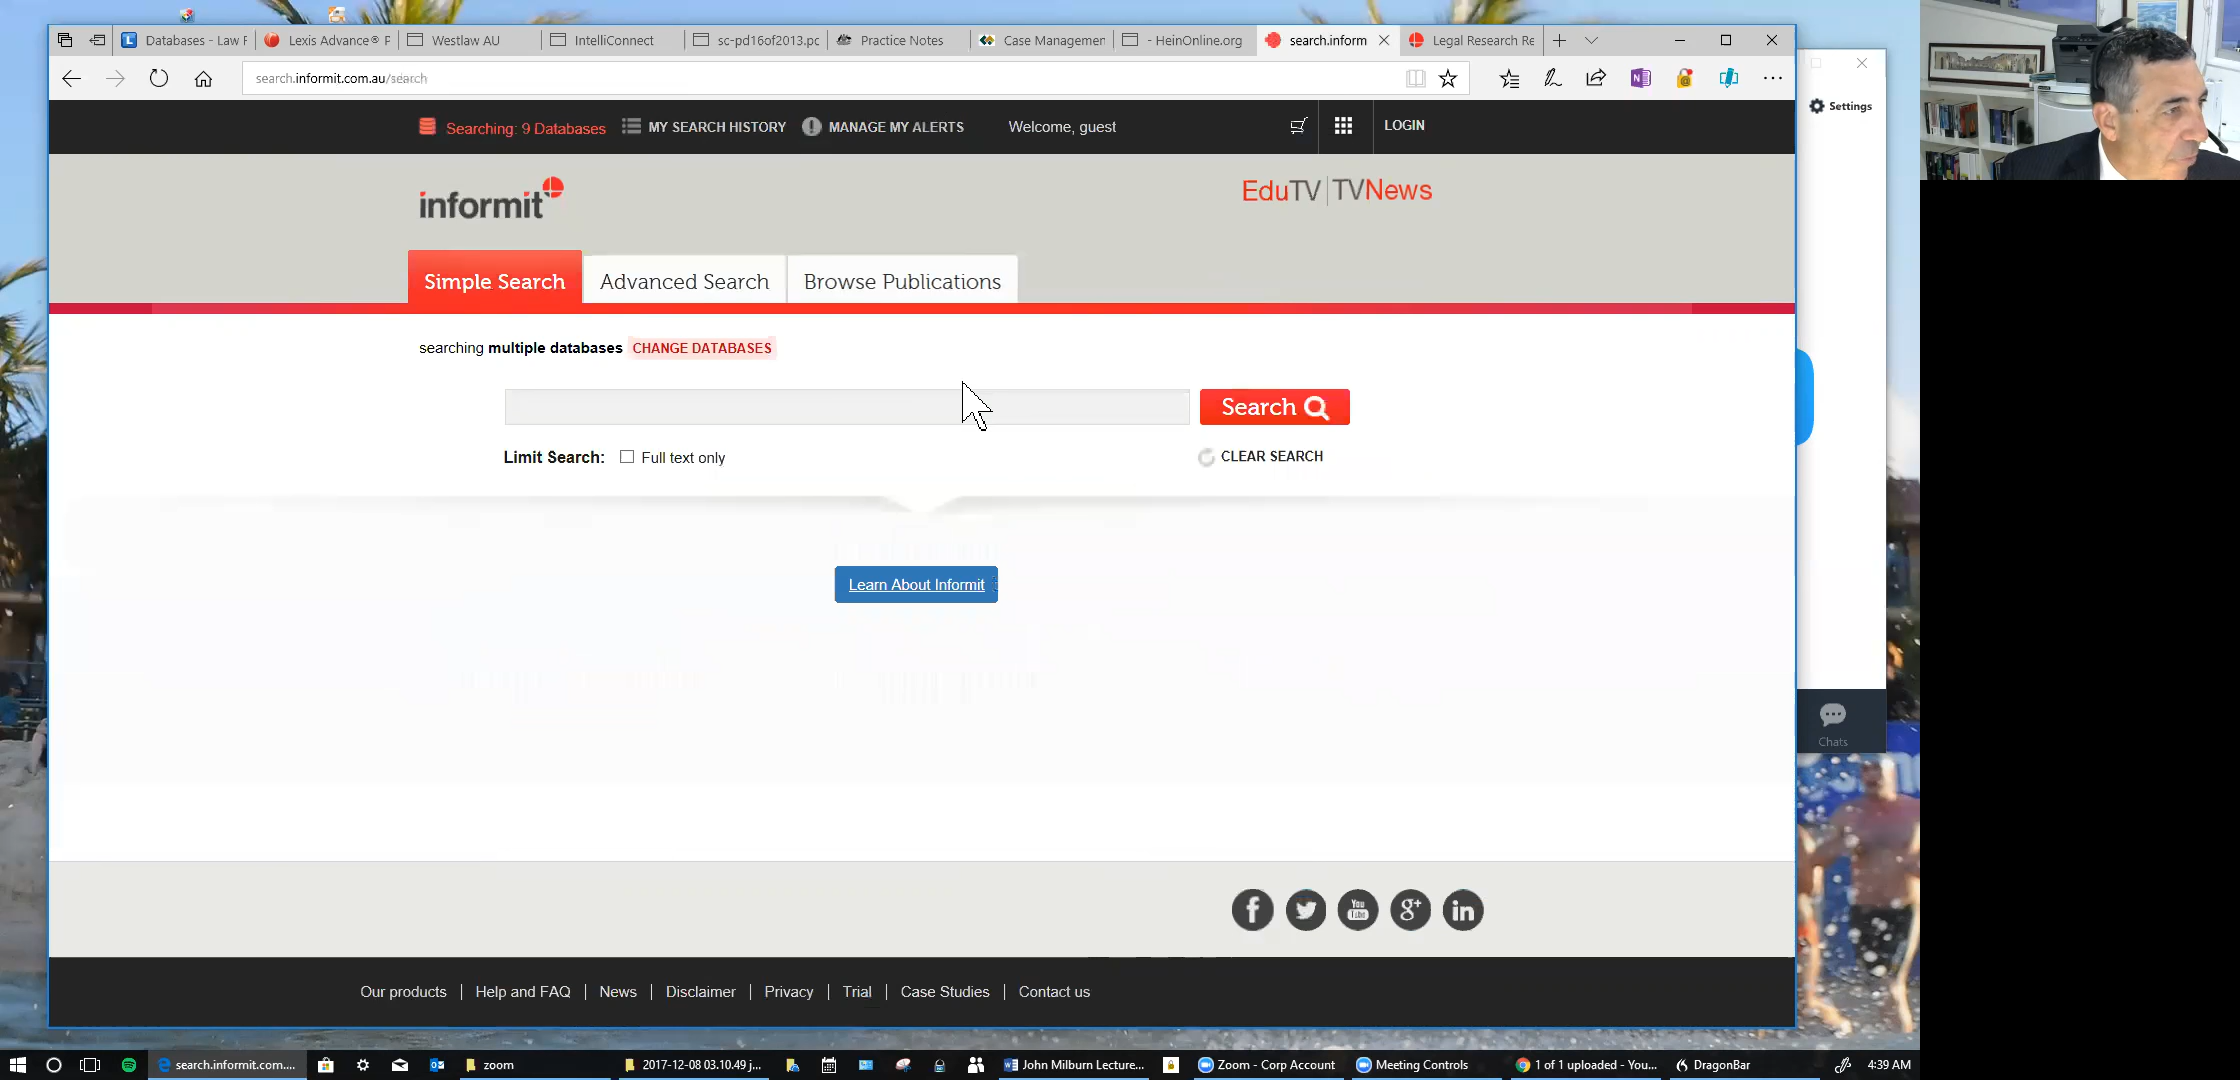 Databases - Law F
Lexis Advance® P
Westlaw AU
IntelliConnect
sc-pd16of2013.pc
Practice Notes
Case Managemen
- HeinOnline.org
search.inform
Legal Research Re
search.informit.com.au/search
Settings
Searching: 9 Databases
MY SEARCH HISTORY
MANAGE MY ALERTS
Welcome, guest
LOGIN
informit
EduTV | TVNews
Simple Search
Advanced Search
Browse Publications
searching multiple databases CHANGE DATABASES
Search
Limit Search: Full text only
CLEAR SEARCH
Learn About Informit
Chats
Our products | Help and FAQ | News | Disclaimer | Privacy | Trial | Case Studies | Contact us
search.informit.com....
zoom
2017-12-08 03.10.49 j...
John Milburn Lecture...
Zoom - Corp Account
Meeting Controls
1 of 1 uploaded - You...
DragonBar
4:39 AM